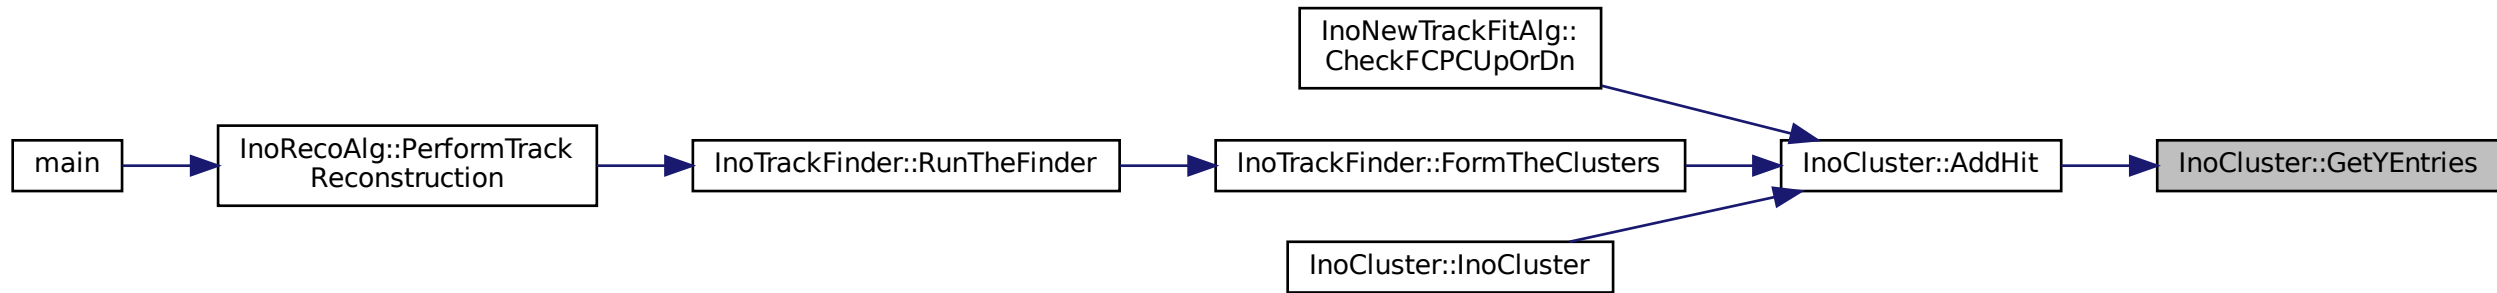 InoNewTrackFitAlg::
CheckFCPCUpOrDn
main
InoRecoAlg::PerformTrack
Reconstruction
InoTrackFinder::RunTheFinder
InoTrackFinder::FormTheClusters
InoCluster::AddHit
InoCluster::GetYEntries
InoCluster::InoCluster